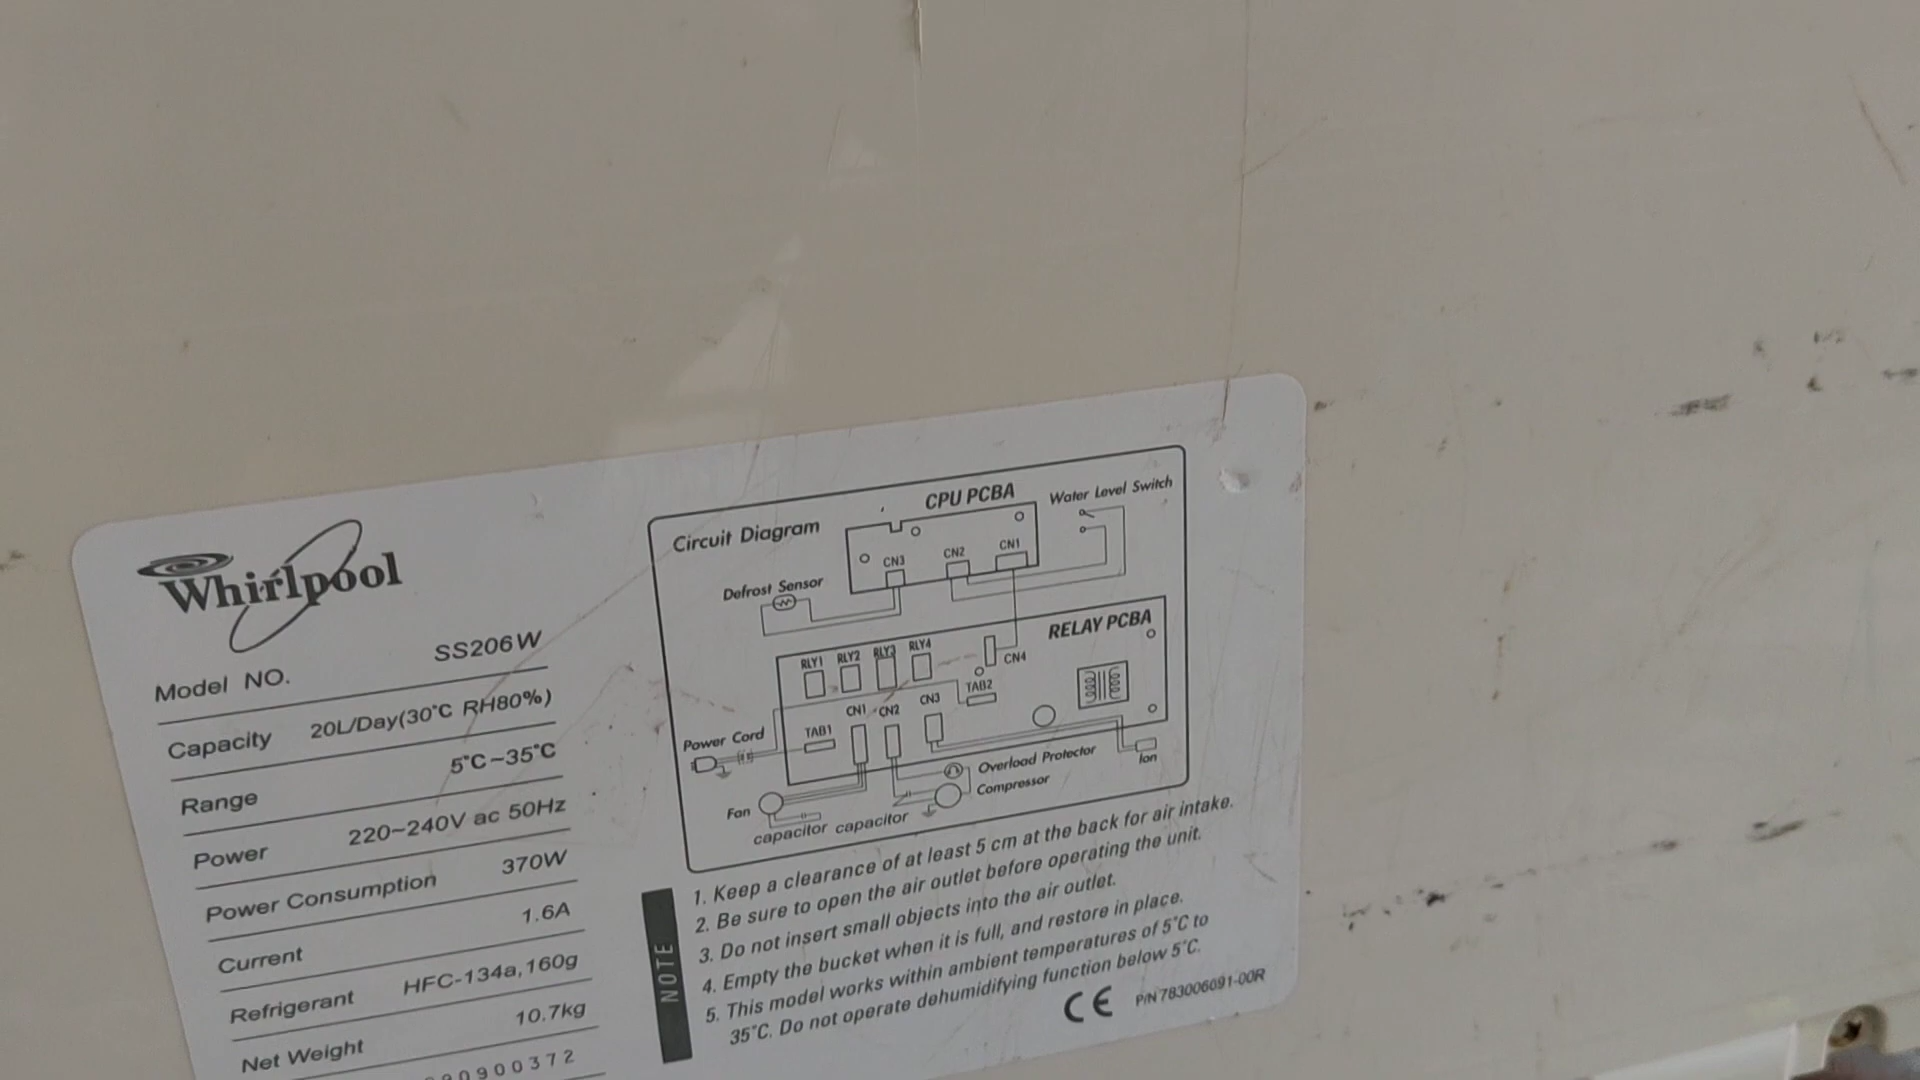 Whirlpool
Model NO. SS206W
Capacity 20L/Day(30°C RH80%)
Range 5°C~35°C
Power 220~240V ac 50Hz
Power Consumption 370W
Current 1.6A
Refrigerant HFC-134a,160g
Net Weight 10.7kg
900372
Circuit Diagram
CPU PCBA
Water Level Switch
CN3 CN2 CN1
Defrost Sensor
RELAY PCBA
RLY1 RLY2 RLY3 RLY4
CN4
TAB2
CN1 CN2 CN3
TAB1
Power Cord
Overload Protector
Ion
Compressor
Fan
capacitor capacitor
NOTE
1. Keep a clearance of at least 5 cm at the back for air intake.
2. Be sure to open the air outlet before operating the unit.
3. Do not insert small objects into the air outlet.
4. Empty the bucket when it is full, and restore in place.
5. This model works within ambient temperatures of 5°C to
35°C. Do not operate dehumidifying function below 5°C.
CE P/N 783006091-00R